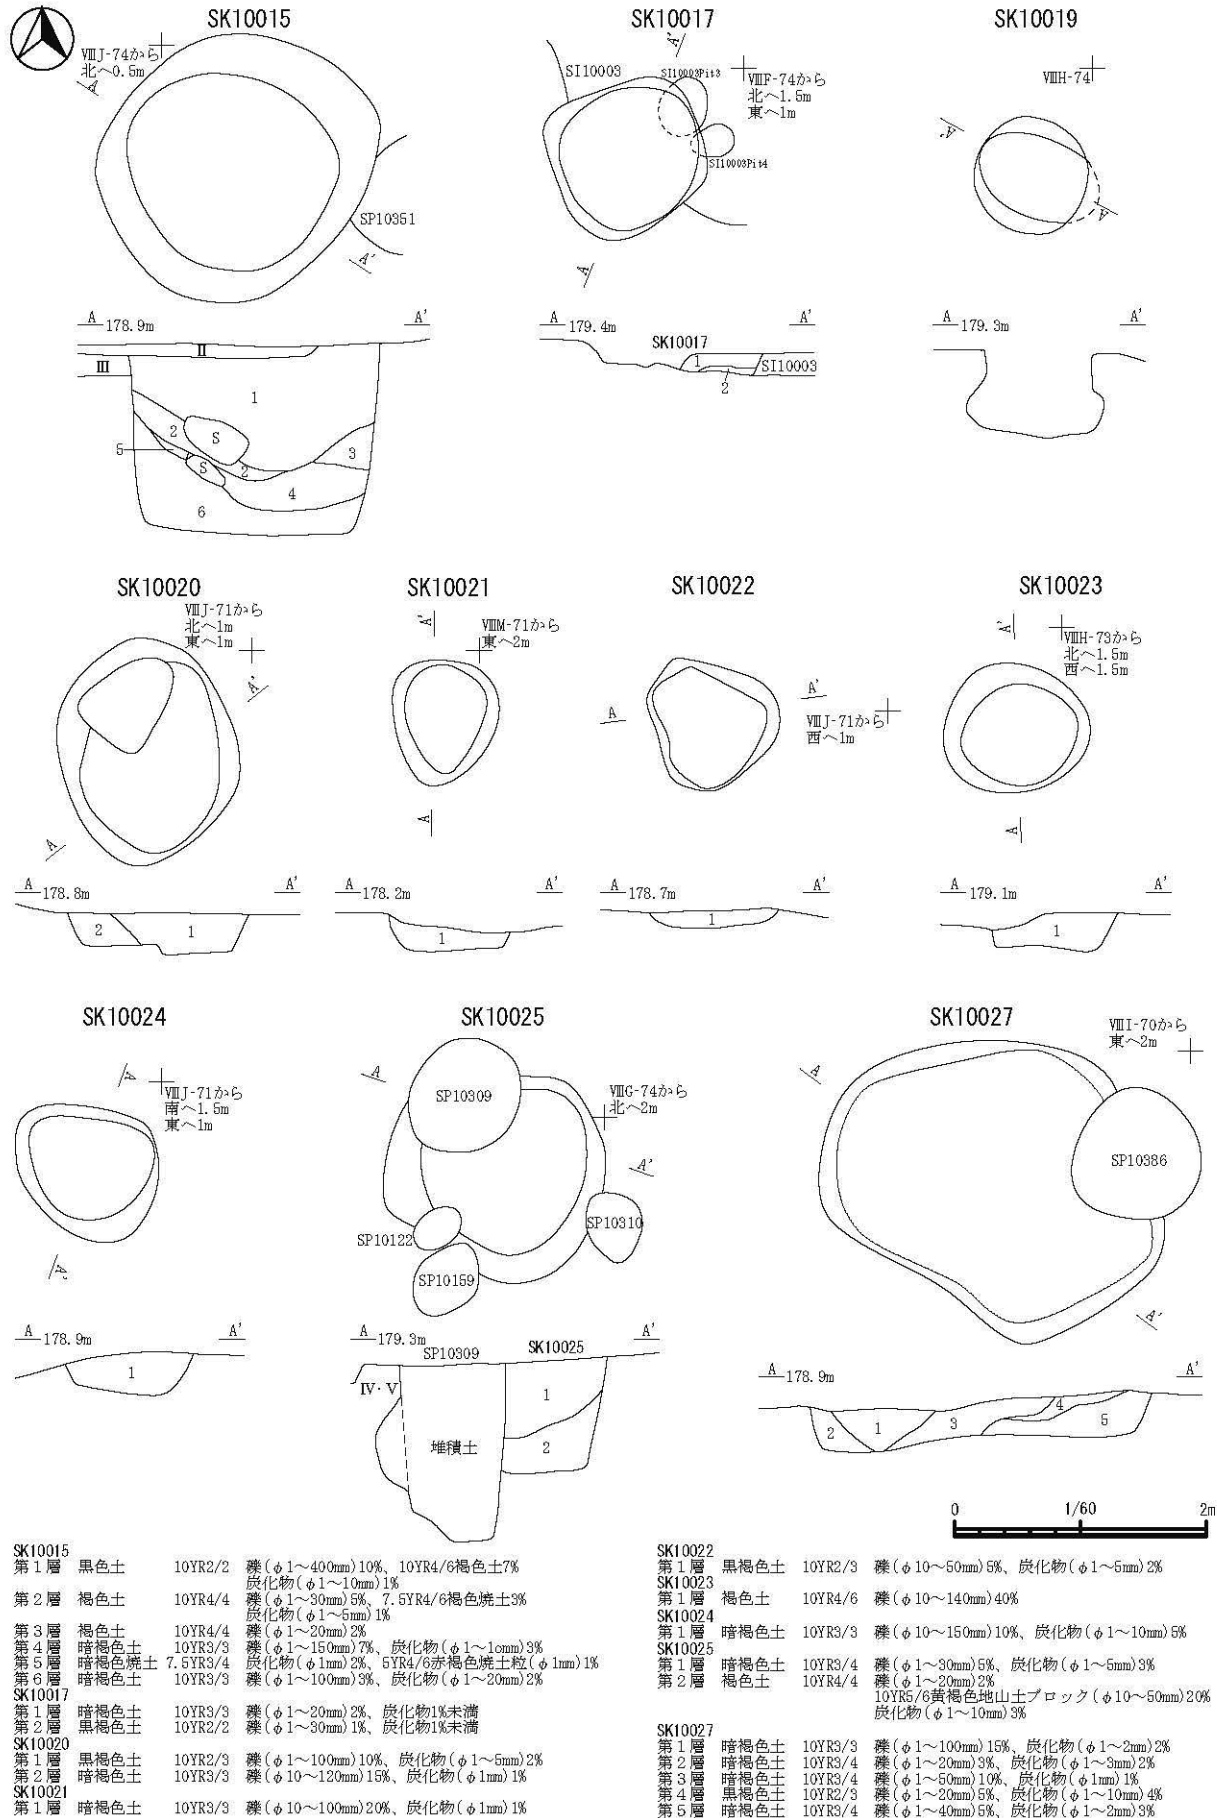 SK10015
SK10017
SK10019
ⅧJ-74から
北へ0.5m
A
A'
SP10351
A 178.9m A'
Ⅱ
Ⅲ
1
2
S
5
S
2
3
4
6
SI10003
A'
SI10003Pit3
ⅧF-74から
北へ1.5m
東へ1m
SI10003Pit4
A
A 179.4m A'
SK10017
1
SI10003
2
ⅧH-74
A'
A
A 179.3m A'
SK10020
SK10021
SK10022
SK10023
ⅧJ-71から
北へ1m
東へ1m
A'
A
A 178.8m A'
2
1
A'
ⅧM-71から
東へ2m
A
A 178.2m A'
1
A
A'
ⅧJ-71から
西へ1m
A 178.7m A'
1
A'
ⅧH-73から
北へ1.5m
西へ1.5m
A
A 179.1m A'
1
SK10024
SK10025
SK10027
A
ⅧJ-71から
南へ1.5m
東へ1m
A'
A 178.9m A'
1
A
SP10309
ⅧG-74から
北へ2m
A'
SP10310
SP10122
SP10159
A 179.3m A'
SP10309
SK10025
Ⅳ・Ⅴ
1
堆積土
2
ⅧI-70から
東へ2m
A
SP10386
A'
A 178.9m A'
2
1
3
4
5
0 1/60 2m
SK10015
第1層 黒色土 10YR2/2 礫(φ1～400mm)10%、10YR4/6褐色土7%
炭化物(φ1～10mm)1%
第2層 褐色土 10YR4/4 礫(φ1～30mm)5%、7.5YR4/6褐色焼土3%
炭化物(φ1～5mm)1%
第3層 褐色土 10YR4/4 礫(φ1～20mm)2%
第4層 暗褐色土 10YR3/3 礫(φ1～150mm)7%、炭化物(φ1～1omm)3%
第5層 暗褐色焼土 7.5YR3/4 炭化物(φ1mm)2%、5YR4/6赤褐色焼土粒(φ1mm)1%
第6層 暗褐色土 10YR3/3 礫(φ1～100mm)3%、炭化物(φ1～20mm)2%
SK10017
第1層 暗褐色土 10YR3/3 礫(φ1～20mm)2%、炭化物1%未満
第2層 黒褐色土 10YR2/2 礫(φ1～30mm)1%、炭化物1%未満
SK10020
第1層 黒褐色土 10YR2/3 礫(φ1～100mm)10%、炭化物(φ1～5mm)2%
第2層 暗褐色土 10YR3/3 礫(φ10～120mm)15%、炭化物(φ1mm)1%
SK10021
第1層 暗褐色土 10YR3/3 礫(φ10～100mm)20%、炭化物(φ1mm)1%
SK10022
第1層 黒褐色土 10YR2/3 礫(φ10～50mm)5%、炭化物(φ1～5mm)2%
SK10023
第1層 褐色土 10YR4/6 礫(φ10～140mm)40%
SK10024
第1層 暗褐色土 10YR3/3 礫(φ10～150mm)10%、炭化物(φ1～10mm)5%
SK10025
第1層 暗褐色土 10YR3/4 礫(φ1～30mm)5%、炭化物(φ1～5mm)3%
第2層 褐色土 10YR4/4 礫(φ1～20mm)2%
10YR5/6黄褐色地山土ブロック(φ10～50mm)20%
炭化物(φ1～10mm)3%
SK10027
第1層 暗褐色土 10YR3/3 礫(φ1～100mm)15%、炭化物(φ1～2mm)2%
第2層 暗褐色土 10YR3/4 礫(φ1～20mm)3%、炭化物(φ1～3mm)2%
第3層 暗褐色土 10YR3/4 礫(φ1～50mm)10%、炭化物(φ1mm)1%
第4層 黒褐色土 10YR2/3 礫(φ1～20mm)5%、炭化物(φ1～10mm)4%
第5層 暗褐色土 10YR3/4 礫(φ1～40mm)5%、炭化物(φ1～2mm)3%